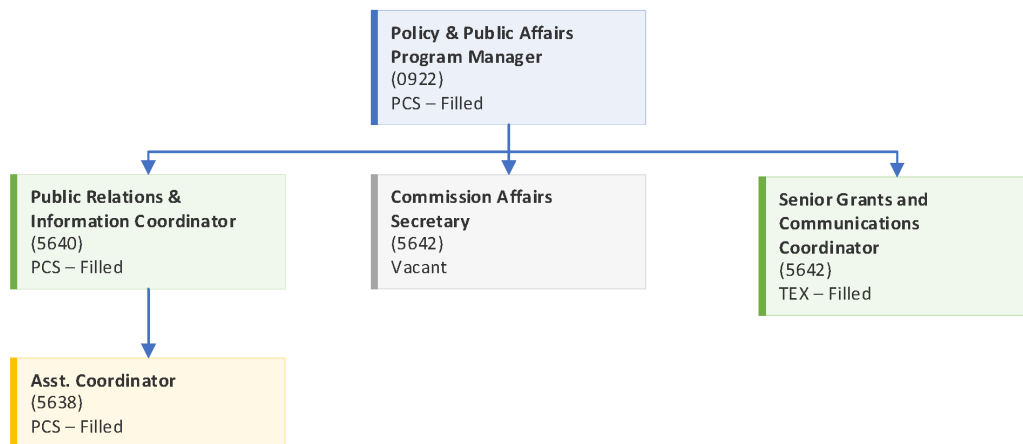 Policy & Public Affairs
Program Manager
(0922)
PCS – Filled
Public Relations &
Information Coordinator
(5640)
PCS – Filled
Commission Affairs
Secretary
(5642)
Vacant
Senior Grants and
Communications
Coordinator
(5642)
TEX – Filled
Asst. Coordinator
(5638)
PCS – Filled